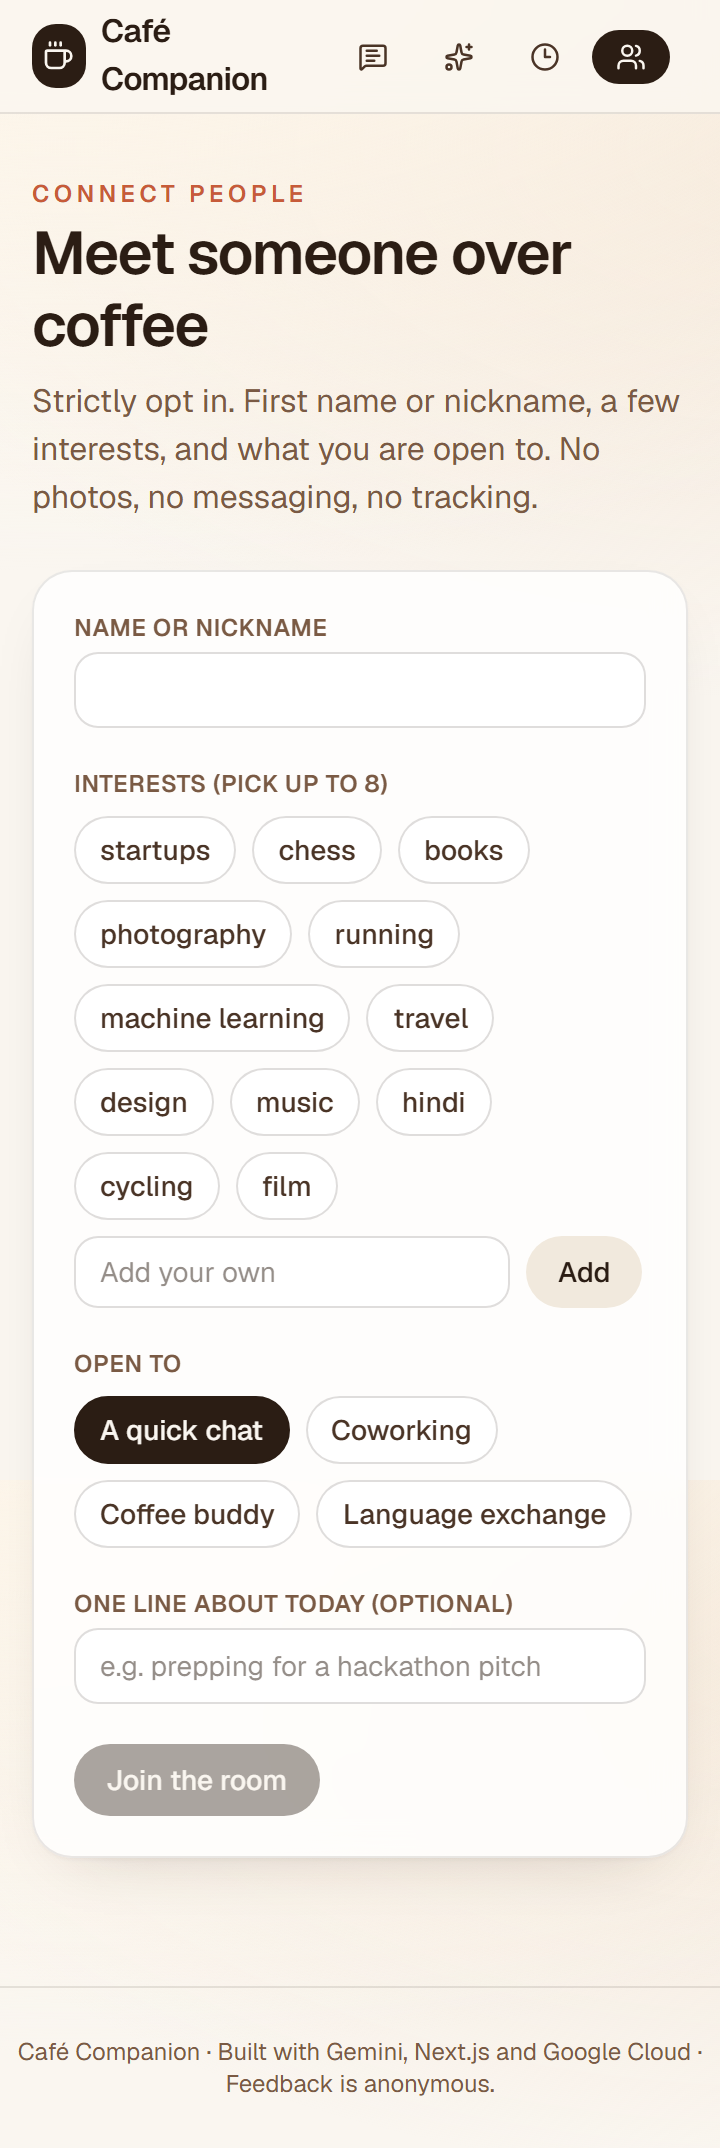 Café
Companion
CONNECT PEOPLE
Meet someone over
coffee
Strictly opt in. First name or nickname, a few
interests, and what you are open to. No
photos, no messaging, no tracking.
NAME OR NICKNAME
INTERESTS (PICK UP TO 8)
startups chess books
photography running
machine learning travel
design music hindi
cycling film
Add your own Add
OPEN TO
A quick chat Coworking
Coffee buddy Language exchange
ONE LINE ABOUT TODAY (OPTIONAL)
e.g. prepping for a hackathon pitch
Join the room
Café Companion · Built with Gemini, Next.js and Google Cloud ·
Feedback is anonymous.